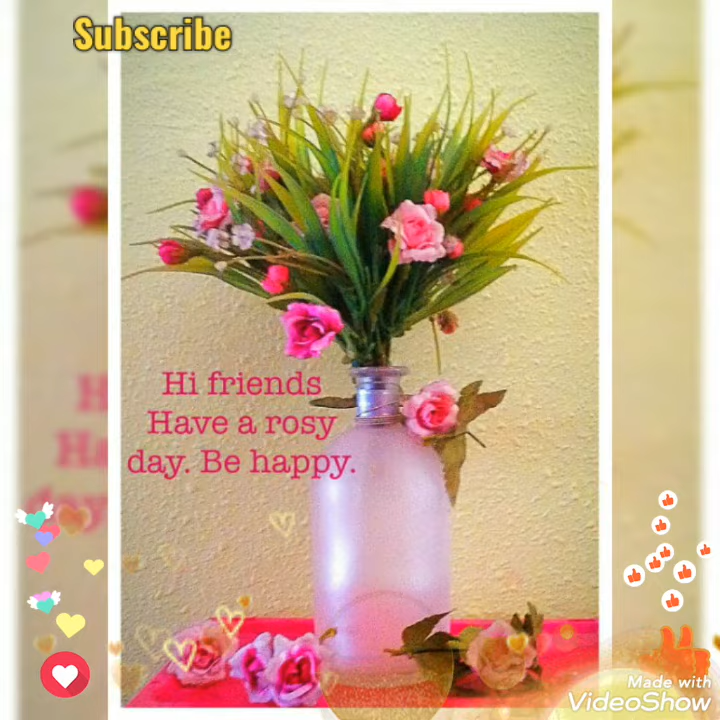 Subscribe
Hi friends
Have a rosy
day. Be happy.
Made with
VideoShow